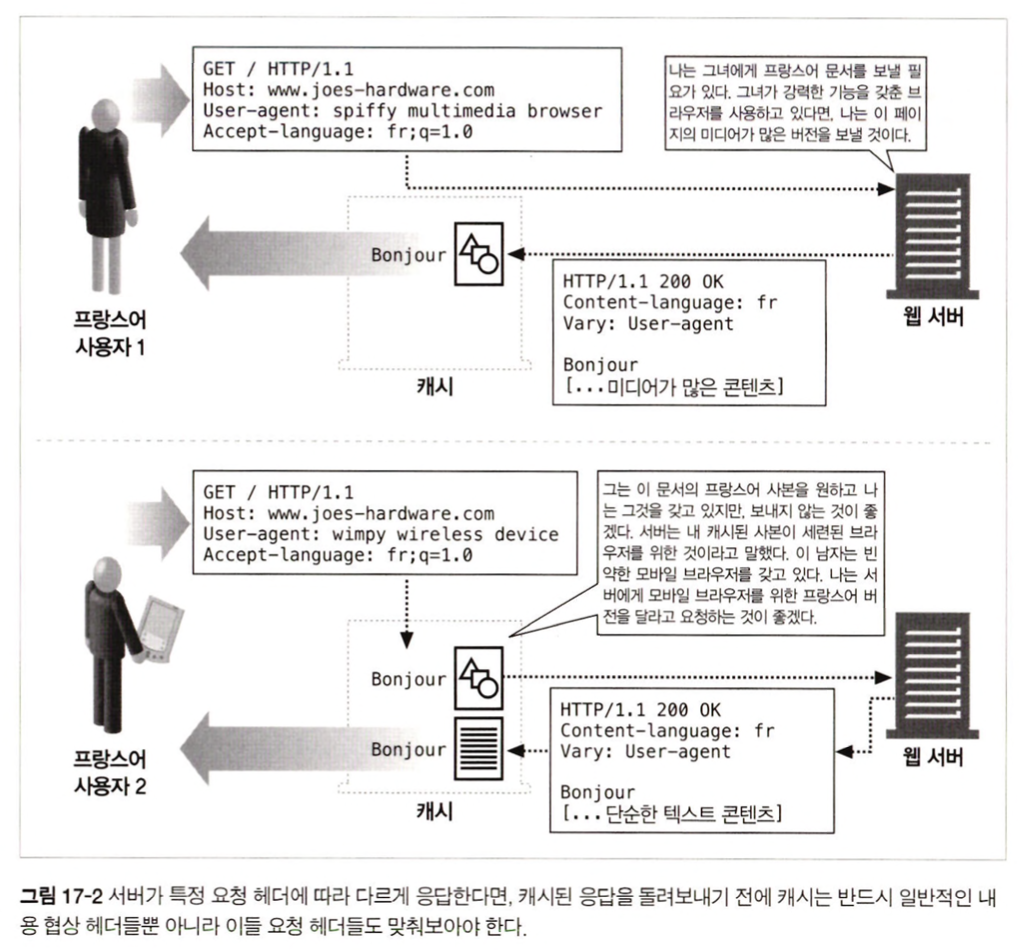 GET / HTTP/1.1
Host: www.joes-hardware.com
User-agent: spiffy multimedia browser
Accept-language: fr;q=1.0
나는 그녀에게 프랑스어 문서를 보낼 필
요가 있다. 그녀가 강력한 기능을 갖춘 브
라우저를 사용하고 있다면, 나는 이 페이
지의 미디어가 많은 버전을 보낼 것이다.
Bonjour
HTTP/1.1 200 OK
Content-language: fr
Vary: User-agent
Bonjour
[...미디어가 많은 콘텐츠]
프랑스어
사용자 1
캐시
웹 서버
GET / HTTP/1.1
Host: www.joes-hardware.com
User-agent: wimpy wireless device
Accept-language: fr;q=1.0
그는 이 문서의 프랑스어 사본을 원하고 나
는 그것을 갖고 있지만, 보내지 않는 것이 좋
겠다. 서버는 내 캐시된 사본이 세련된 브라
우저를 위한 것이라고 말했다. 이 남자는 빈
약한 모바일 브라우저를 갖고 있다. 나는 서
버에게 모바일 브라우저를 위한 프랑스어 버
전을 달라고 요청하는 것이 좋겠다.
Bonjour
Bonjour
HTTP/1.1 200 OK
Content-language: fr
Vary: User-agent
Bonjour
[...단순한 텍스트 콘텐츠]
프랑스어
사용자 2
캐시
웹 서버
그림 17-2 서버가 특정 요청 헤더에 따라 다르게 응답한다면, 캐시된 응답을 돌려보내기 전에 캐시는 반드시 일반적인 내
용 협상 헤더들뿐 아니라 이들 요청 헤더들도 맞춰보아야 한다.